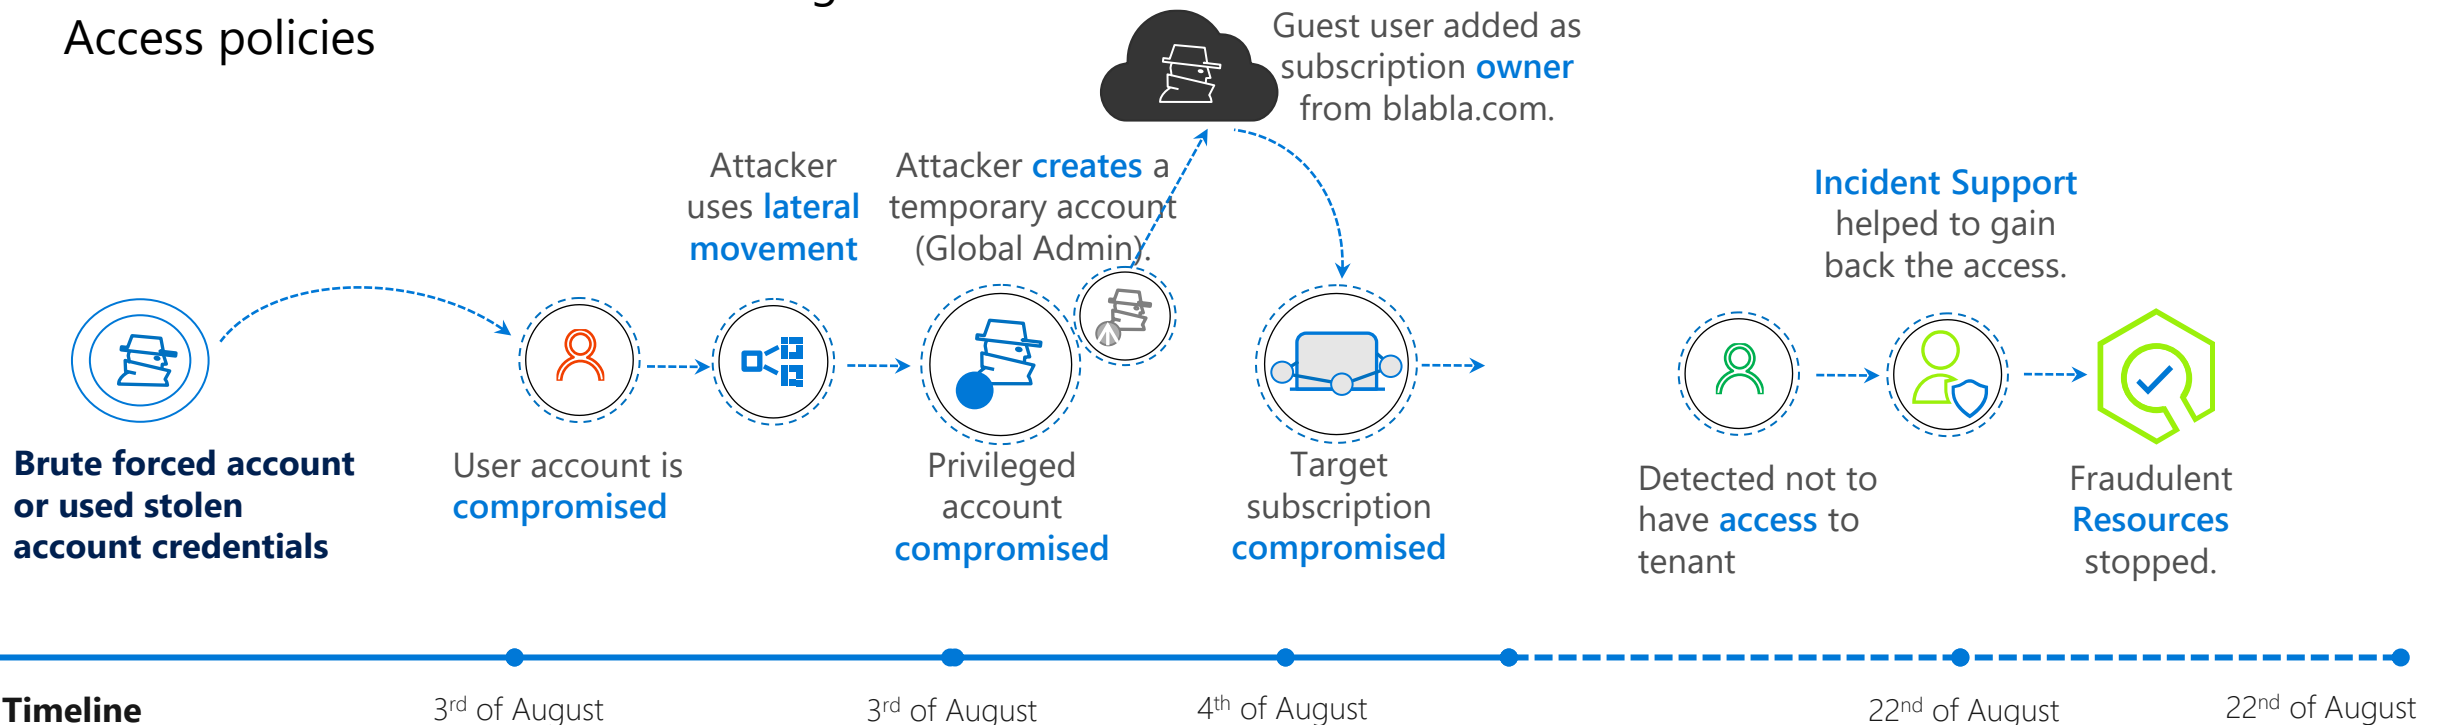 Access policies
Guest user added as
subscription owner
from blabla.com.
Attacker
uses lateral
movement
Attacker creates a
temporary account
(Global Admin).
Incident Support
helped to gain
back the access.
Brute forced account
or used stolen
account credentials
User account is
compromised
Privileged
account
compromised
Target
subscription
compromised
Detected not to
have access to
tenant
Fraudulent
Resources
stopped.
Timeline
3rd of August
3rd of August
4th of August
22nd of August
22nd of August